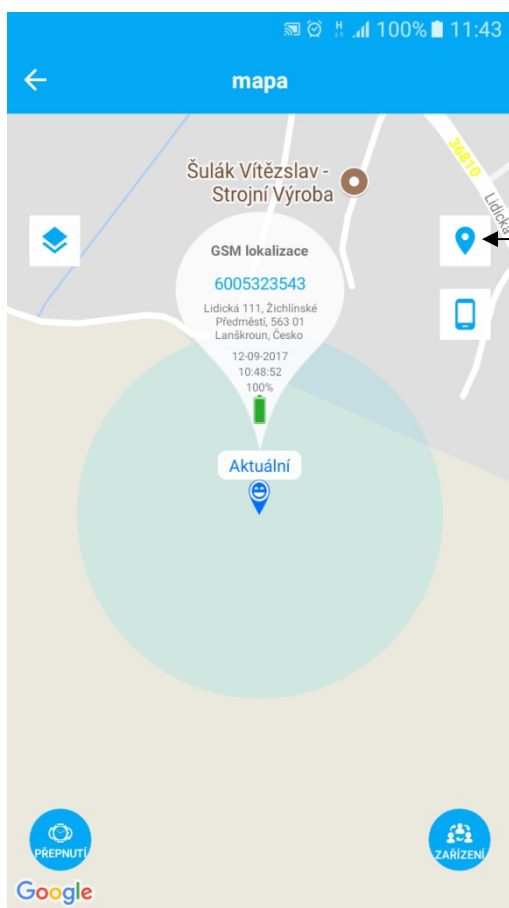 100% 11:43
mapa
36810
Lidická
Šulák Vítězslav -
Strojní Výroba
GSM lokalizace
6005323543
Lidická 111, Žichlínské
Předměstí, 563 01
Lanškroun, Česko
12-09-2017
10:48:52
100%
Aktuální
PŘEPNUTÍ
ZAŘÍZENÍ
Google